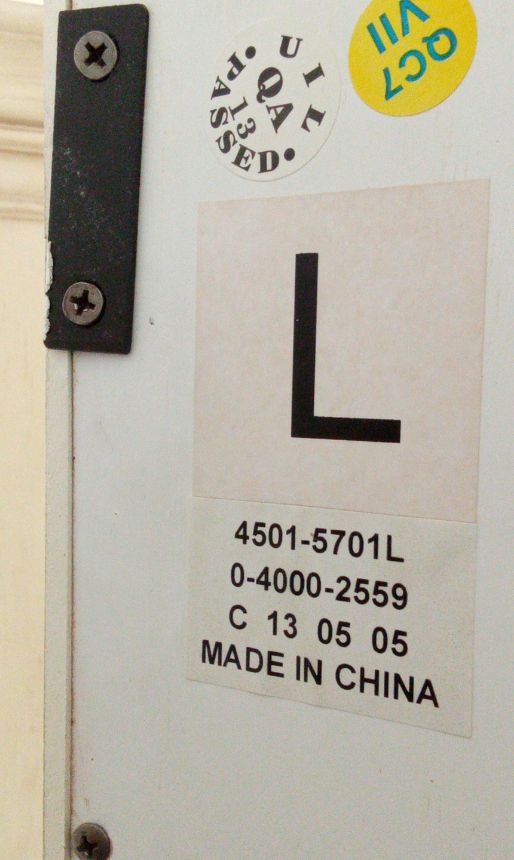 UIL
QA
13
PASSED
QC7
VII
L
4501-5701L
0-4000-2559
C 13 05 05
MADE IN CHINA